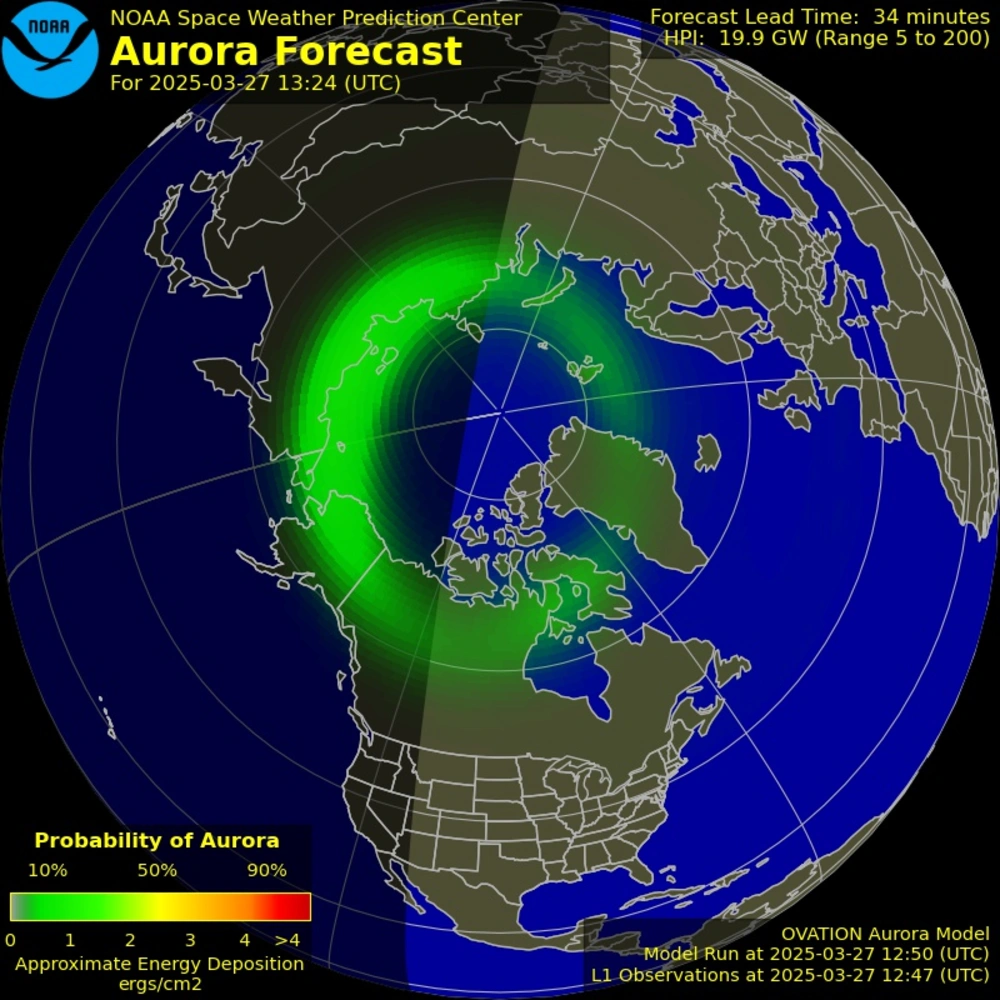 NOAA
NOAA Space Weather Prediction Center
Aurora Forecast
For 2025-03-27 13:24 (UTC)
Forecast Lead Time: 34 minutes
HPI: 19.9 GW (Range 5 to 200)
Probability of Aurora
10% 50% 90%
0 1 2 3 4 >4
Approximate Energy Deposition
ergs/cm2
OVATION Aurora Model
Model Run at 2025-03-27 12:50 (UTC)
L1 Observations at 2025-03-27 12:47 (UTC)